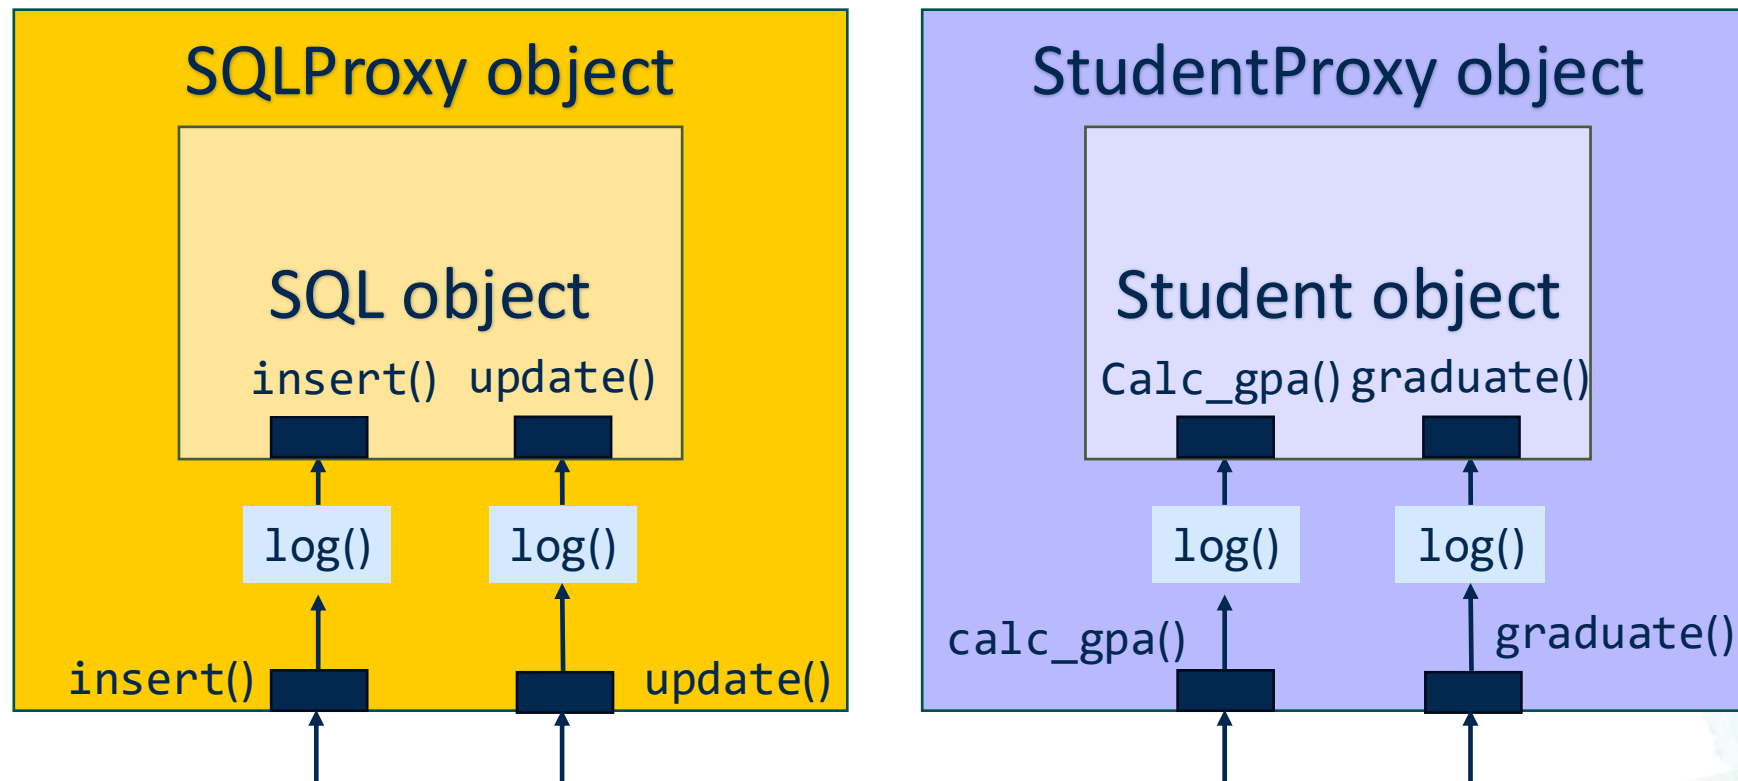 SQLProxy object
SQL object
insert() update()
log() log()
insert() update()
StudentProxy object
Student object
Calc_gpa() graduate()
log() log()
calc_gpa() graduate()